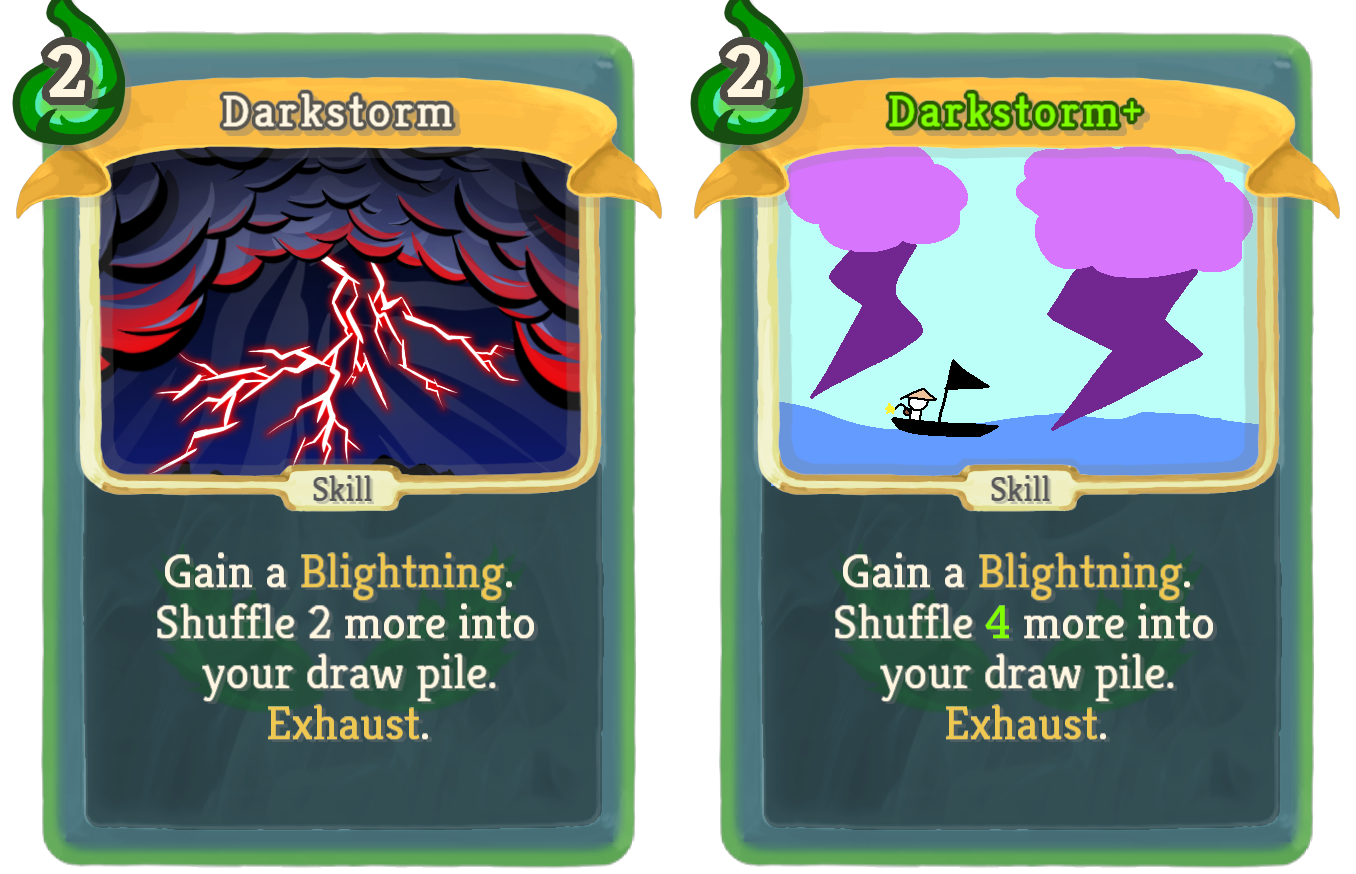 2
Darkstorm
Skill
Gain a Blightning.
Shuffle 2 more into
your draw pile.
Exhaust.
2
Darkstorm+
Skill
Gain a Blightning.
Shuffle 4 more into
your draw pile.
Exhaust.